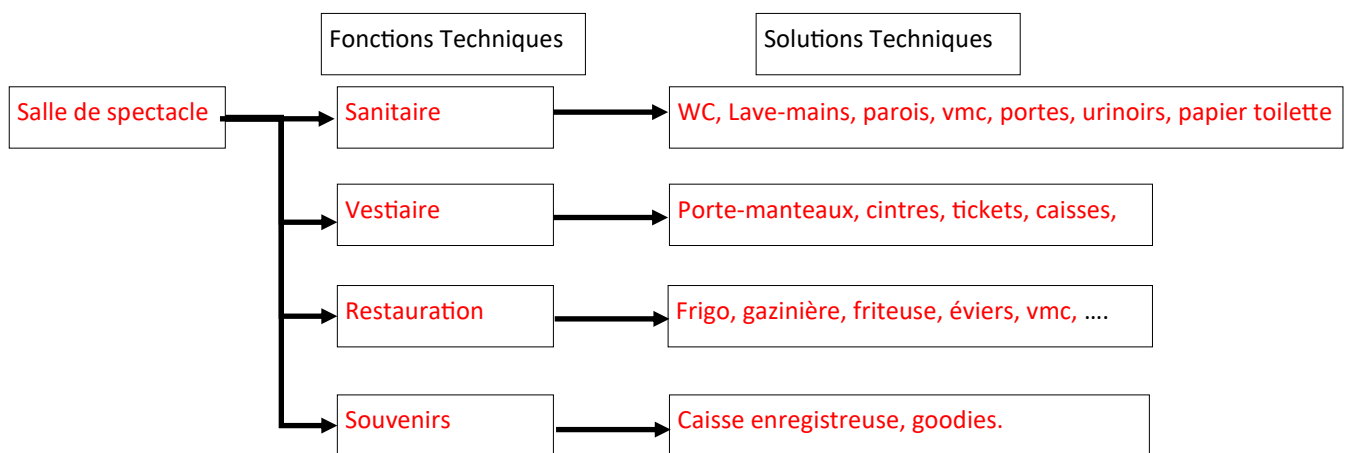 Fonctions Techniques
Solutions Techniques
Salle de spectacle
Sanitaire
WC, Lave-mains, parois, vmc, portes, urinoirs, papier toilette
Vestiaire
Porte-manteaux, cintres, tickets, caisses,
Restauration
Frigo, gazinière, friteuse, éviers, vmc, ....
Souvenirs
Caisse enregistreuse, goodies.